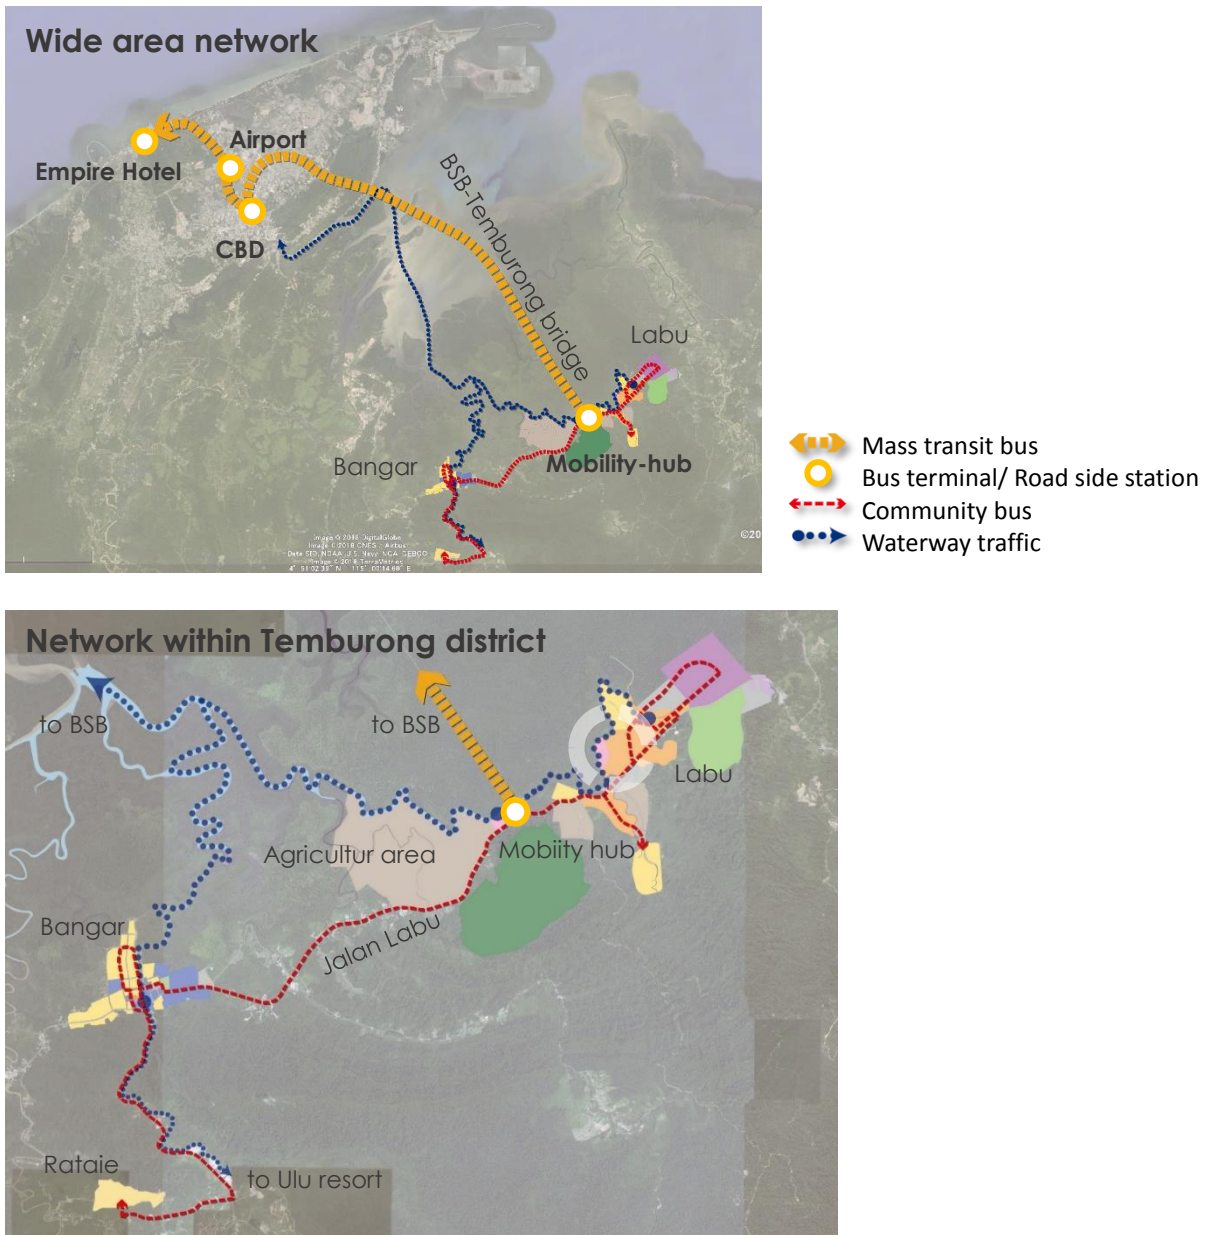 Wide area network
Airport
Empire Hotel
CBD
BSB-Temburong bridge
Labu
Bangar
Mobility-hub
©20
Mass transit bus
Bus terminal/ Road side station
Community bus
Waterway traffic
Network within Temburong district
to BSB
to BSB
Labu
Agricultur area
Mobiity hub
Bangar
Jalan Labu
Rataie
to Ulu resort